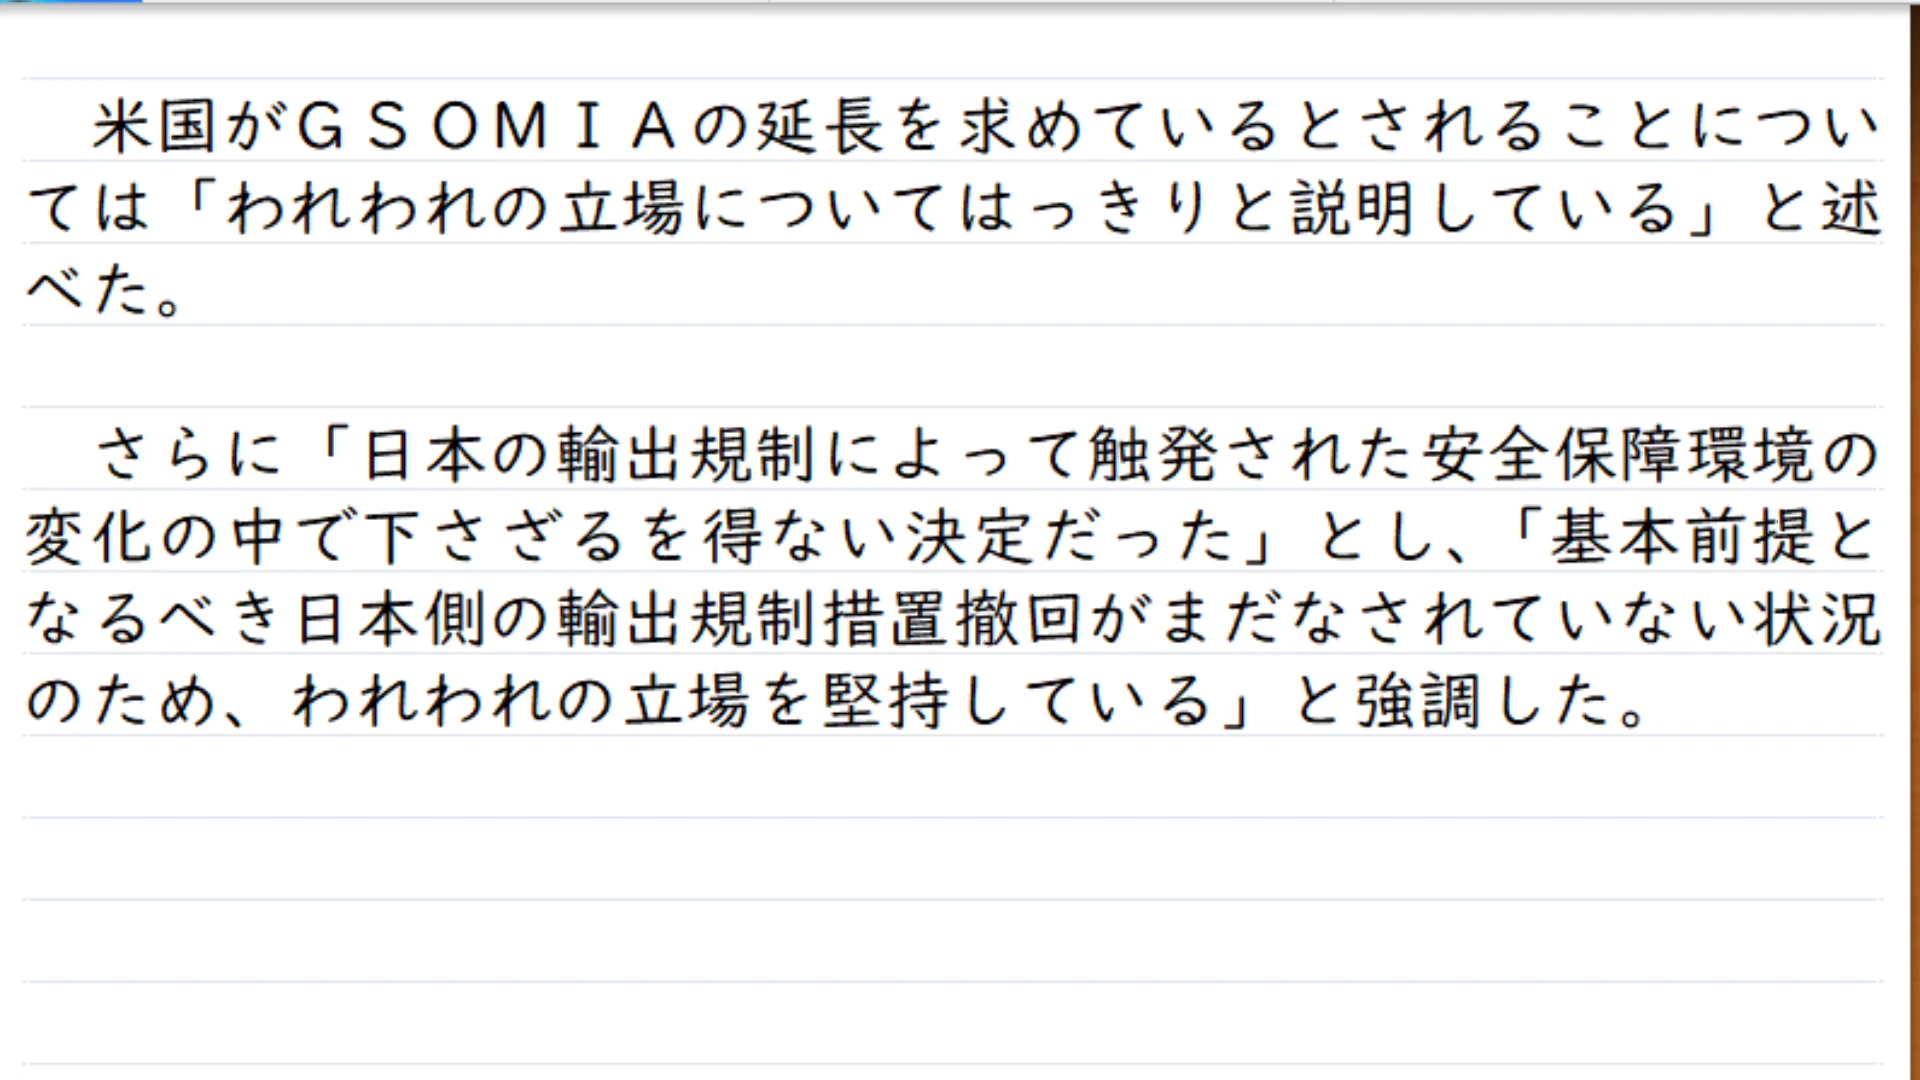 米国がＧＳＯＭＩＡの延長を求めているとされることについ
ては「われわれの立場についてはっきりと説明している」と述
べた。
　さらに「日本の輸出規制によって触発された安全保障環境の
変化の中で下さざるを得ない決定だった」とし、「基本前提と
なるべき日本側の輸出規制措置撤回がまだなされていない状況
のため、われわれの立場を堅持している」と強調した。